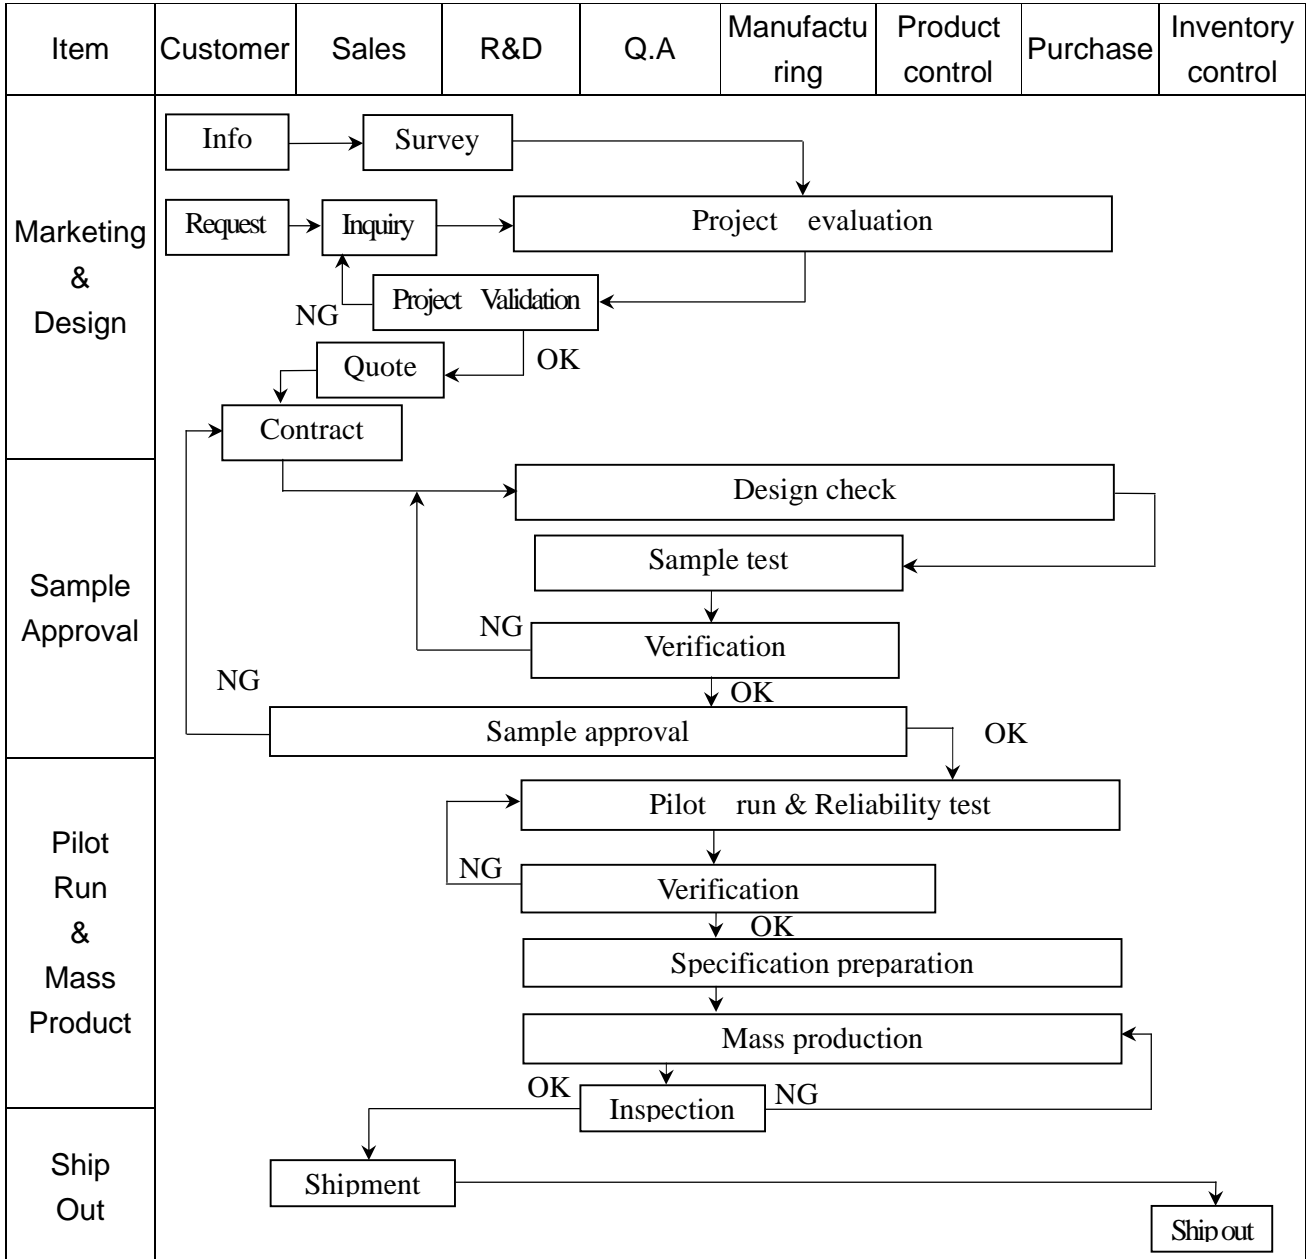 Item
Customer
Sales
R&D
Q.A
Manufactu
ring
Product
control
Purchase
Inventory
control
Marketing
&
Design
Info
Survey
Request
Inquiry
Project evaluation
NG
Project Validation
Quote
OK
Contract
Sample
Approval
Design check
Sample test
NG
Verification
NG
OK
Sample approval
OK
Pilot
Run
&
Mass
Product
Pilot run & Reliability test
NG
Verification
OK
Specification preparation
Mass production
OK
Inspection
NG
Ship
Out
Shipment
Ship out